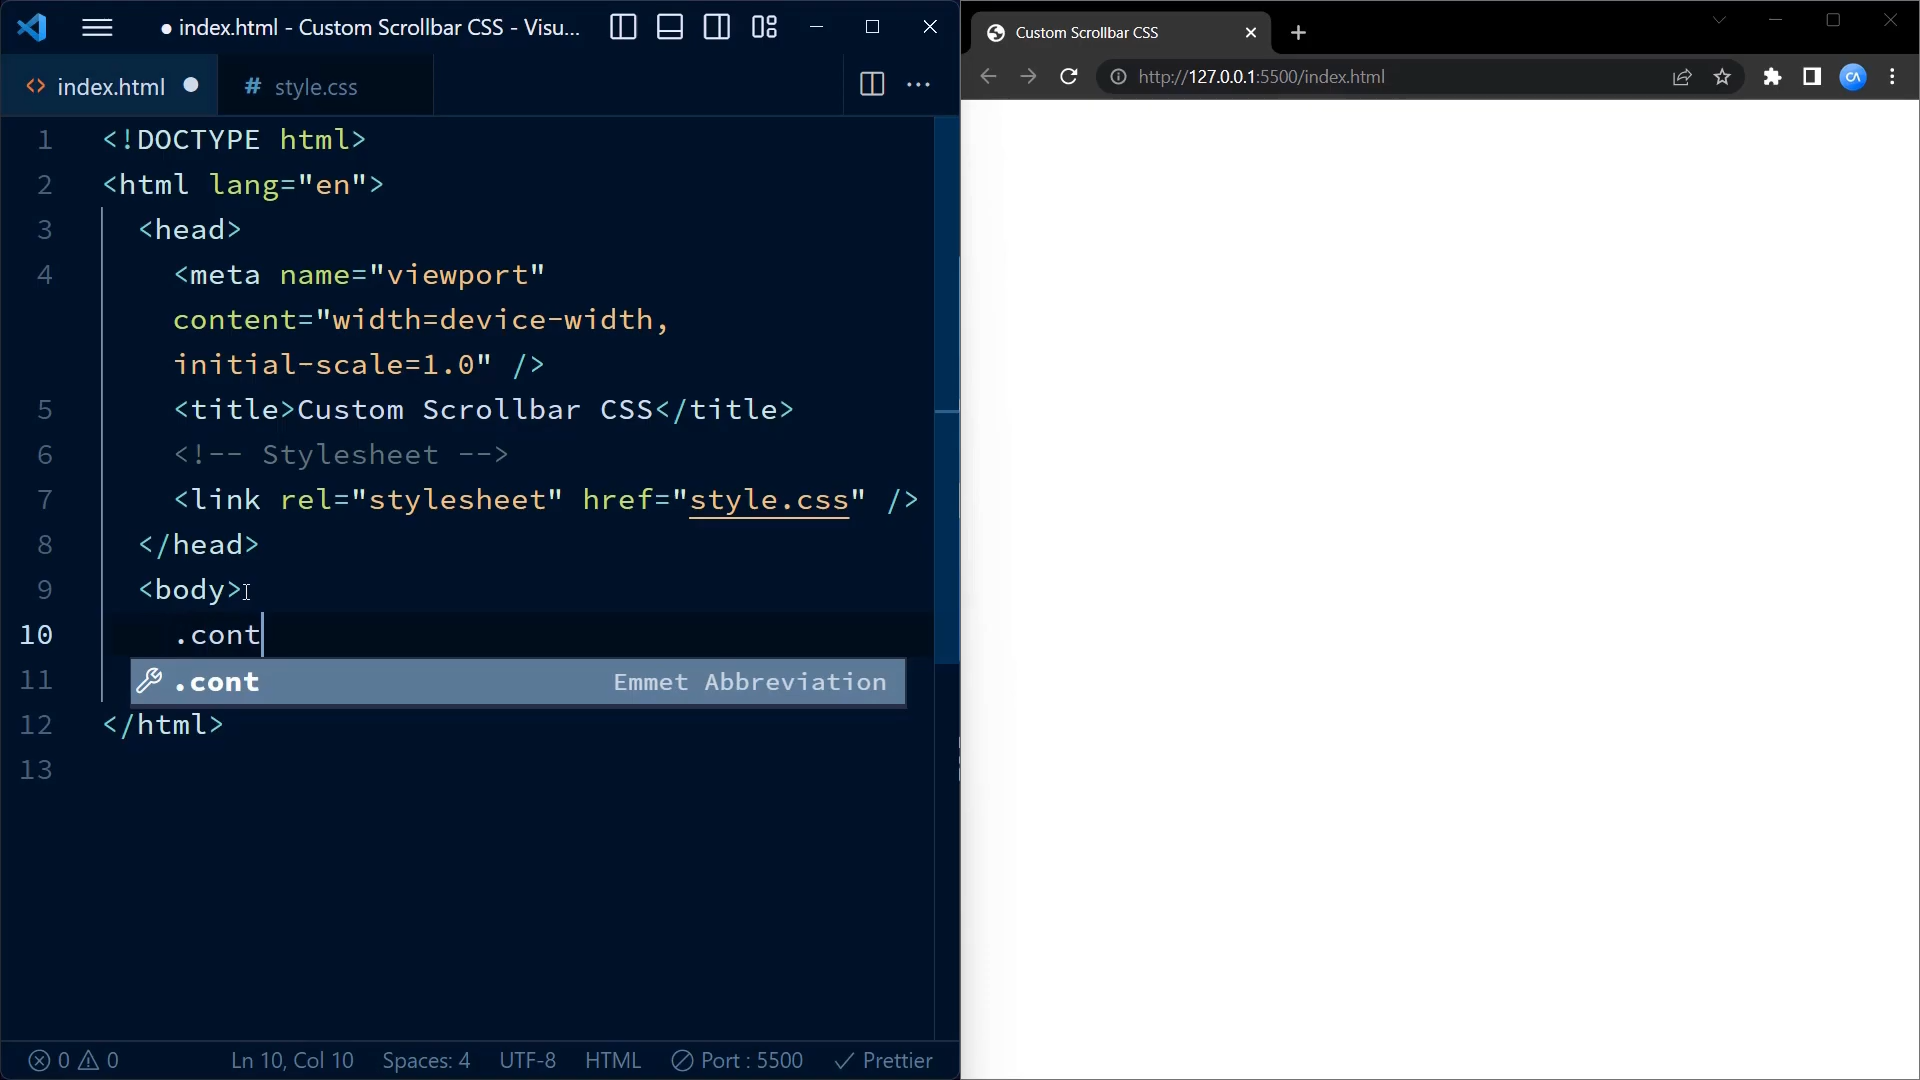 ● index.html - Custom Scrollbar CSS - Visu...
<> index.html ●
# style.css
1 <!DOCTYPE html>
2 <html lang="en">
3 <head>
4 <meta name="viewport"
content="width=device-width,
initial-scale=1.0" />
5 <title>Custom Scrollbar CSS</title>
6 <!-- Stylesheet -->
7 <link rel="stylesheet" href="style.css" />
8 </head>
9 <body>
10 .cont
11 .cont Emmet Abbreviation
12 </html>
13
0 0 Ln 10, Col 10 Spaces: 4 UTF-8 HTML Port : 5500 Prettier
Custom Scrollbar CSS
http://127.0.0.1:5500/index.html
CA